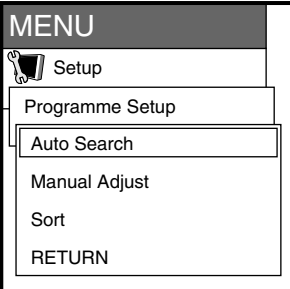 MENU
Setup
Programme Setup
Auto Search
Manual Adjust
Sort
RETURN